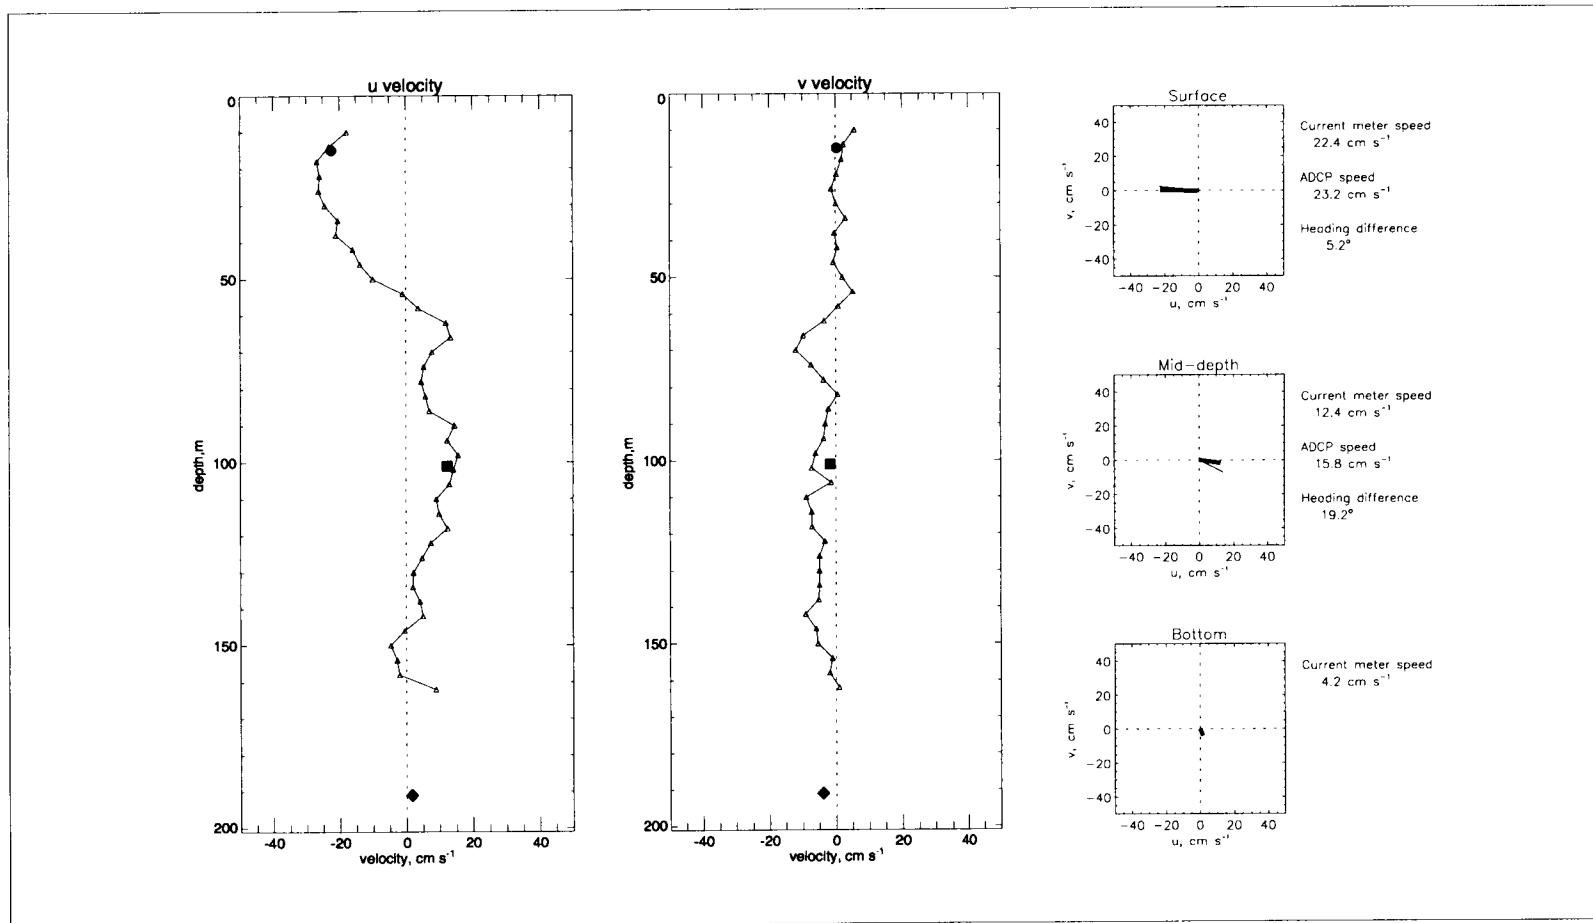 u velocity
0
50
100
150
200
depth,m
-40
-20
0
20
40
velocity, cm s⁻¹
v velocity
0
50
100
150
200
depth,m
-40
-20
0
20
40
velocity, cm s⁻¹
Surface
40
20
0
-20
-40
v, cm s⁻¹
-40 -20 0 20 40
u, cm s⁻¹
Current meter speed
22.4 cm s⁻¹
ADCP speed
23.2 cm s⁻¹
Heading difference
5.2°
Mid-depth
40
20
0
-20
-40
v, cm s⁻¹
-40 -20 0 20 40
u, cm s⁻¹
Current meter speed
12.4 cm s⁻¹
ADCP speed
15.8 cm s⁻¹
Heading difference
19.2°
Bottom
40
20
0
-20
-40
v, cm s⁻¹
-40 -20 0 20 40
u, cm s⁻¹
Current meter speed
4.2 cm s⁻¹